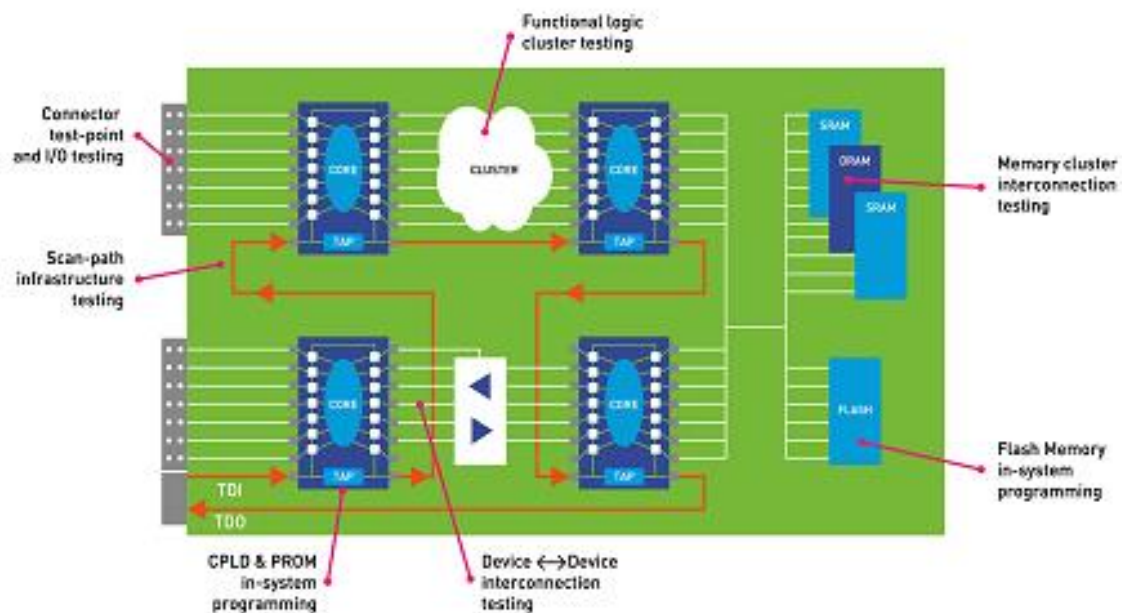 Functional logic
cluster testing
Connector
test-point
and I/O testing
SRAM
DRAM
SRAM
CORE
CLUSTER
CORE
Memory cluster
interconnection
testing
TAP
TAP
Scan-path
infrastructure
testing
CORE
CORE
FLASH
Flash Memory
in-system
programming
TAP
TAP
TDI
TDO
CPLD & PROM
in-system
programming
Device <->Device
interconnection
testing